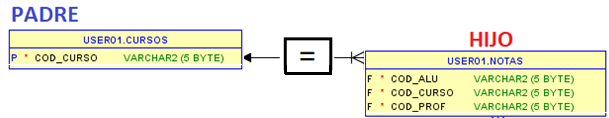 PADRE
USER01.CURSOS
P * COD_CURSO VARCHAR2 (5 BYTE)
=
HIJO
USER01.NOTAS
F * COD_ALU VARCHAR2 (5 BYTE)
F * COD_CURSO VARCHAR2 (5 BYTE)
F * COD_PROF VARCHAR2 (5 BYTE)